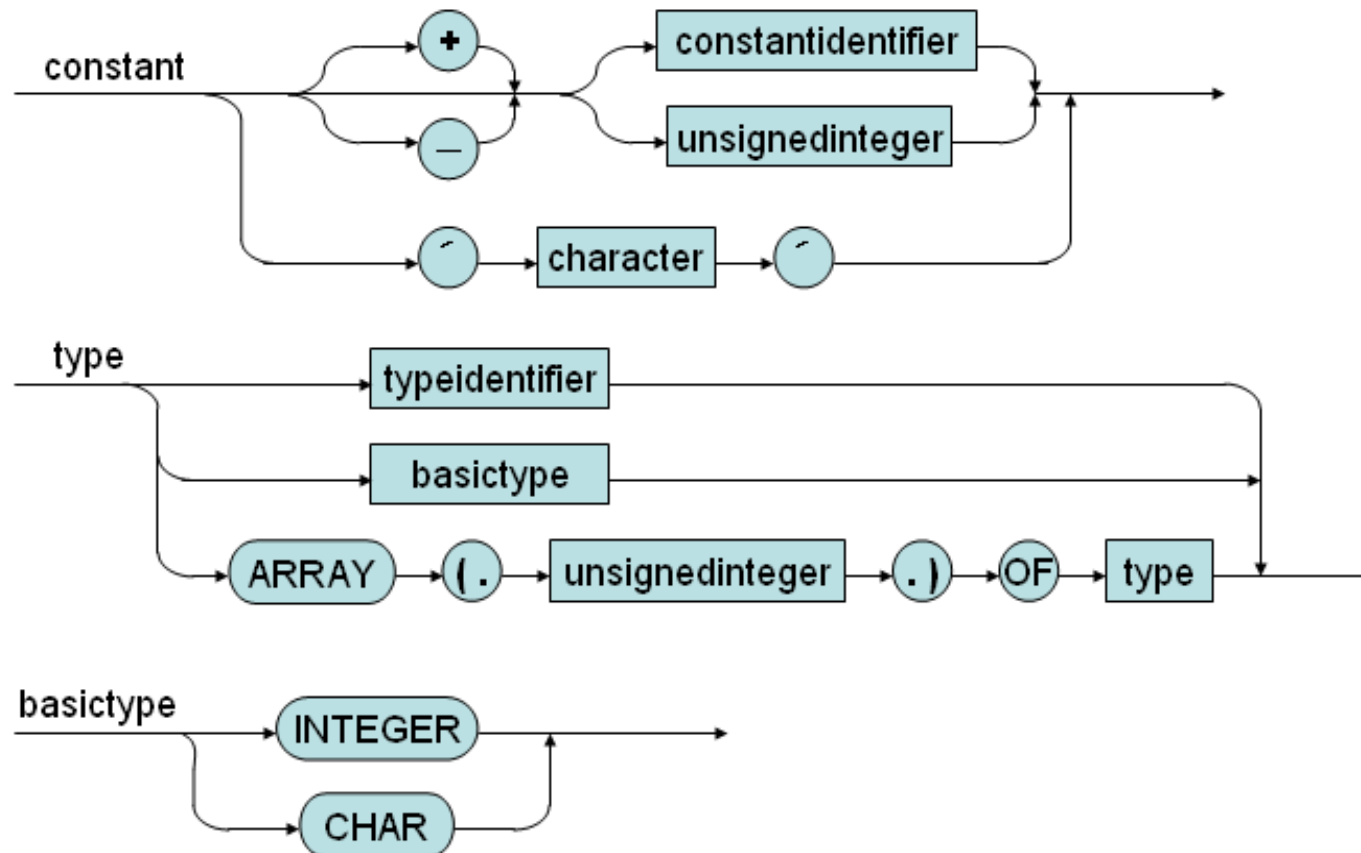 +
constant constantidentifier
– unsignedinteger
´ character ´
type typeidentifier
basictype
ARRAY (. unsignedinteger .) OF type
basictype INTEGER
CHAR